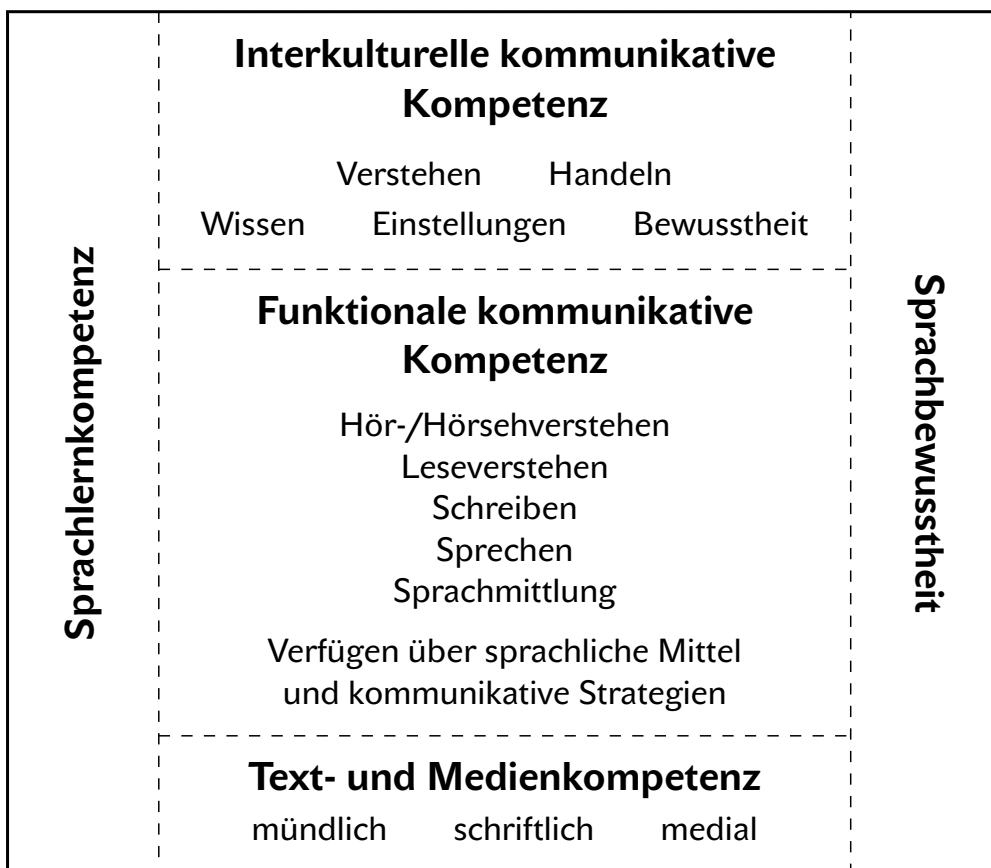 Sprachlernkompetenz
Interkulturelle kommunikative
Kompetenz
Verstehen Handeln
Wissen Einstellungen Bewusstheit
Funktionale kommunikative
Kompetenz
Hör-/Hörsehverstehen
Leseverstehen
Schreiben
Sprechen
Sprachmittlung
Verfügen über sprachliche Mittel
und kommunikative Strategien
Text- und Medienkompetenz
mündlich schriftlich medial
Sprachbewusstheit